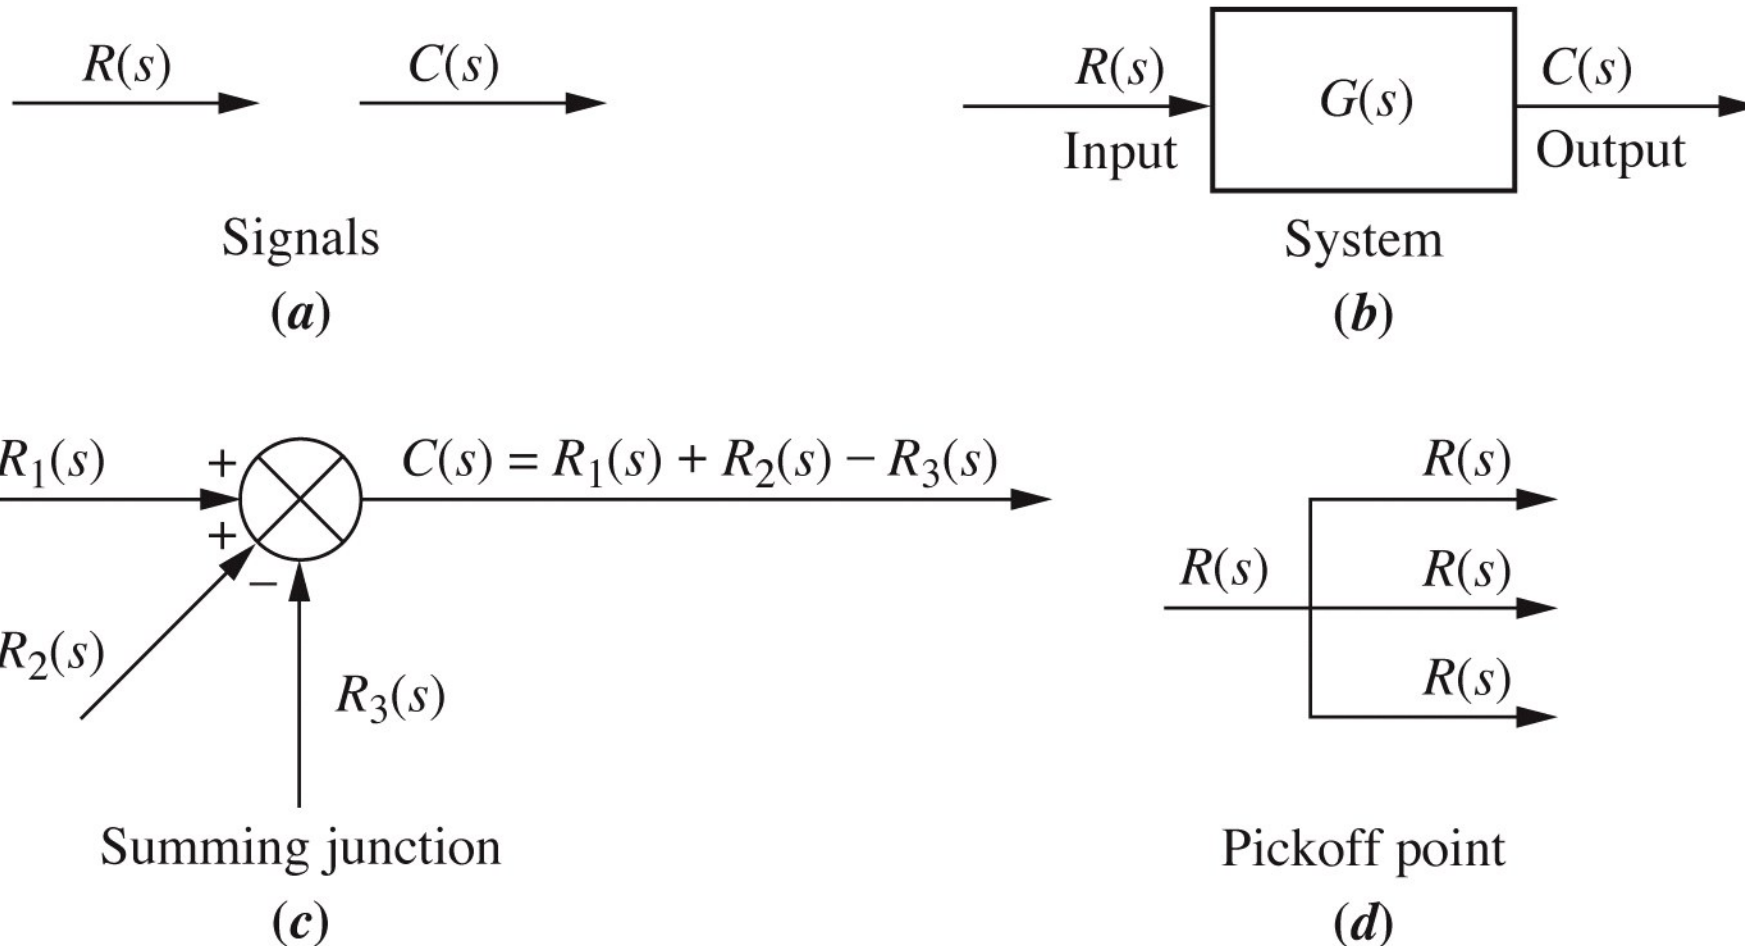 R(s)
C(s)
Signals
(a)
R(s)
Input
G(s)
C(s)
Output
System
(b)
R₁(s)
+
+
−
R₂(s)
R₃(s)
C(s) = R₁(s) + R₂(s) − R₃(s)
Summing junction
(c)
R(s)
R(s)
R(s)
R(s)
Pickoff point
(d)